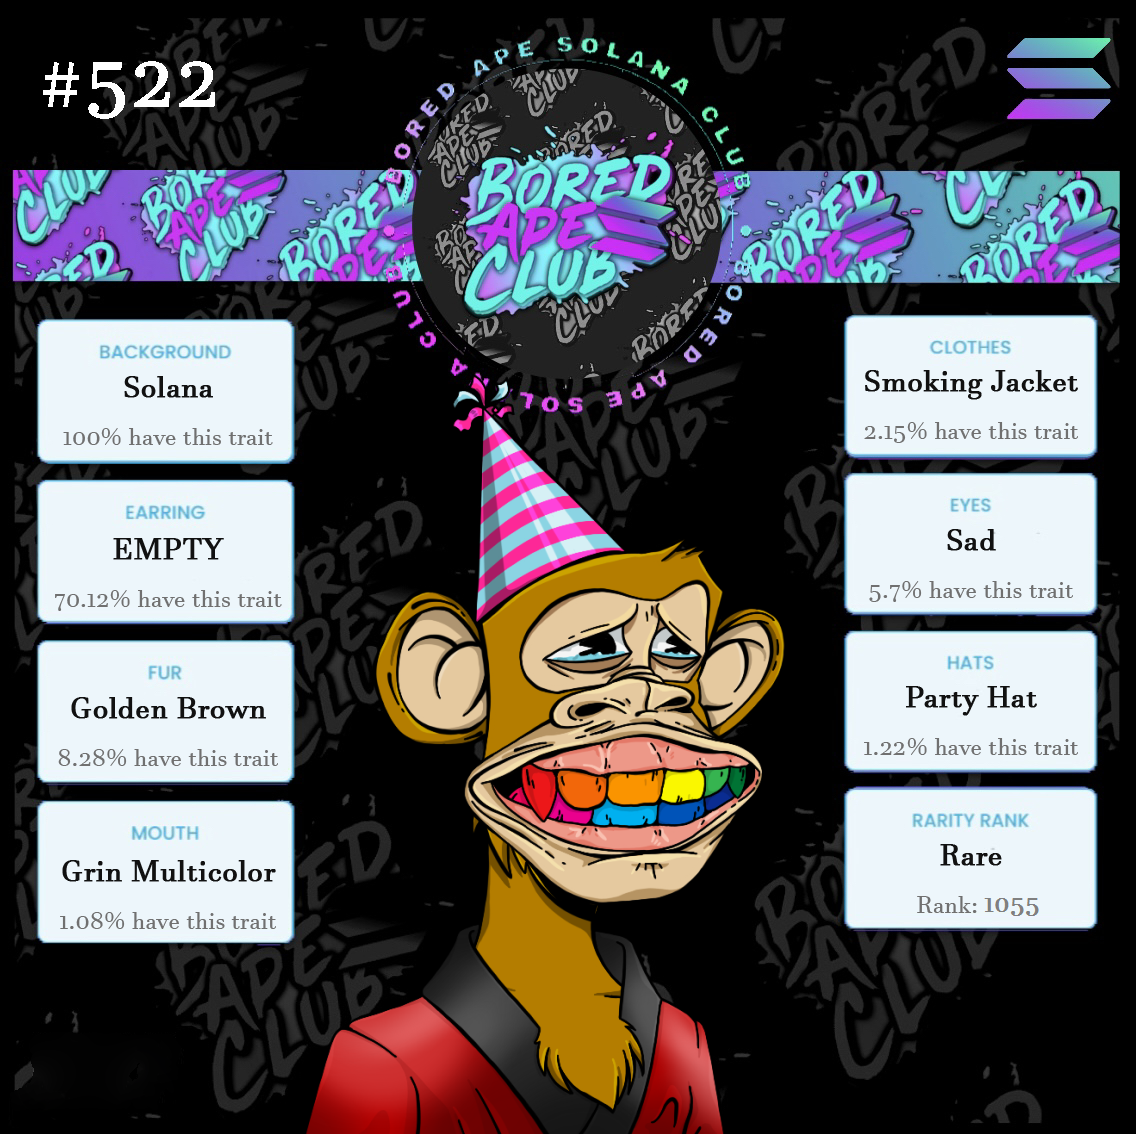 #522
BORED APE SOLANA CLUB
BORED APE SOLANA CLUB
BORED
APE
CLUB
BACKGROUND
Solana
100% have this trait
EARRING
EMPTY
70.12% have this trait
FUR
Golden Brown
8.28% have this trait
MOUTH
Grin Multicolor
1.08% have this trait
CLOTHES
Smoking Jacket
2.15% have this trait
EYES
Sad
5.7% have this trait
HATS
Party Hat
1.22% have this trait
RARITY RANK
Rare
Rank: 1055